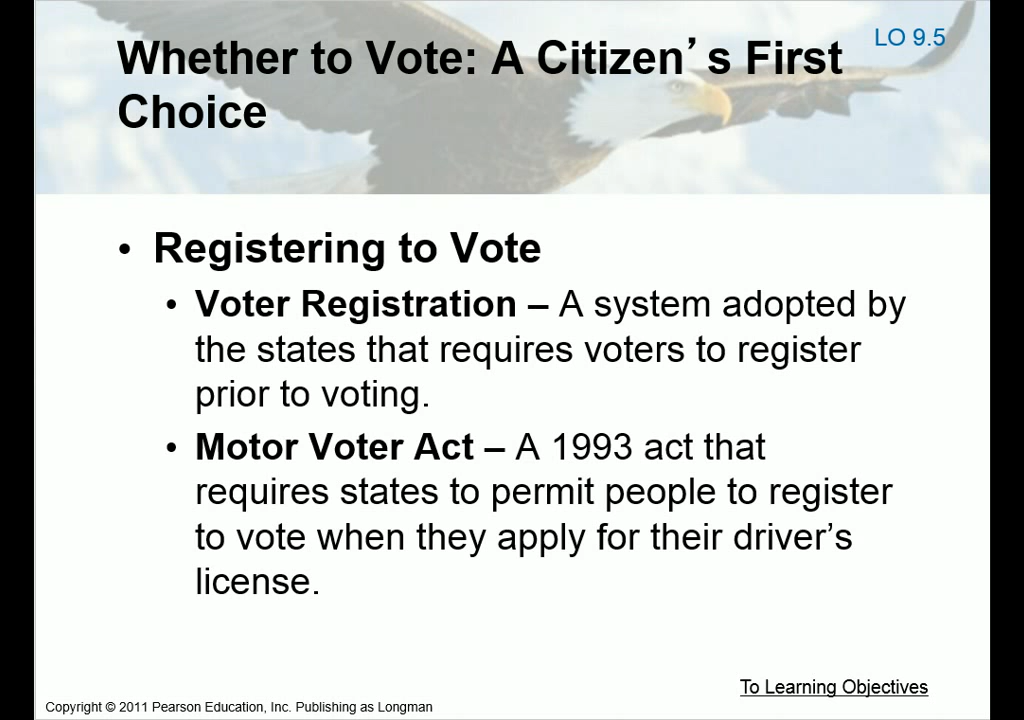 Whether to Vote: A Citizen’s First
Choice
LO 9.5
• Registering to Vote
• Voter Registration – A system adopted by
the states that requires voters to register
prior to voting.
• Motor Voter Act – A 1993 act that
requires states to permit people to register
to vote when they apply for their driver’s
license.
To Learning Objectives
Copyright © 2011 Pearson Education, Inc. Publishing as Longman